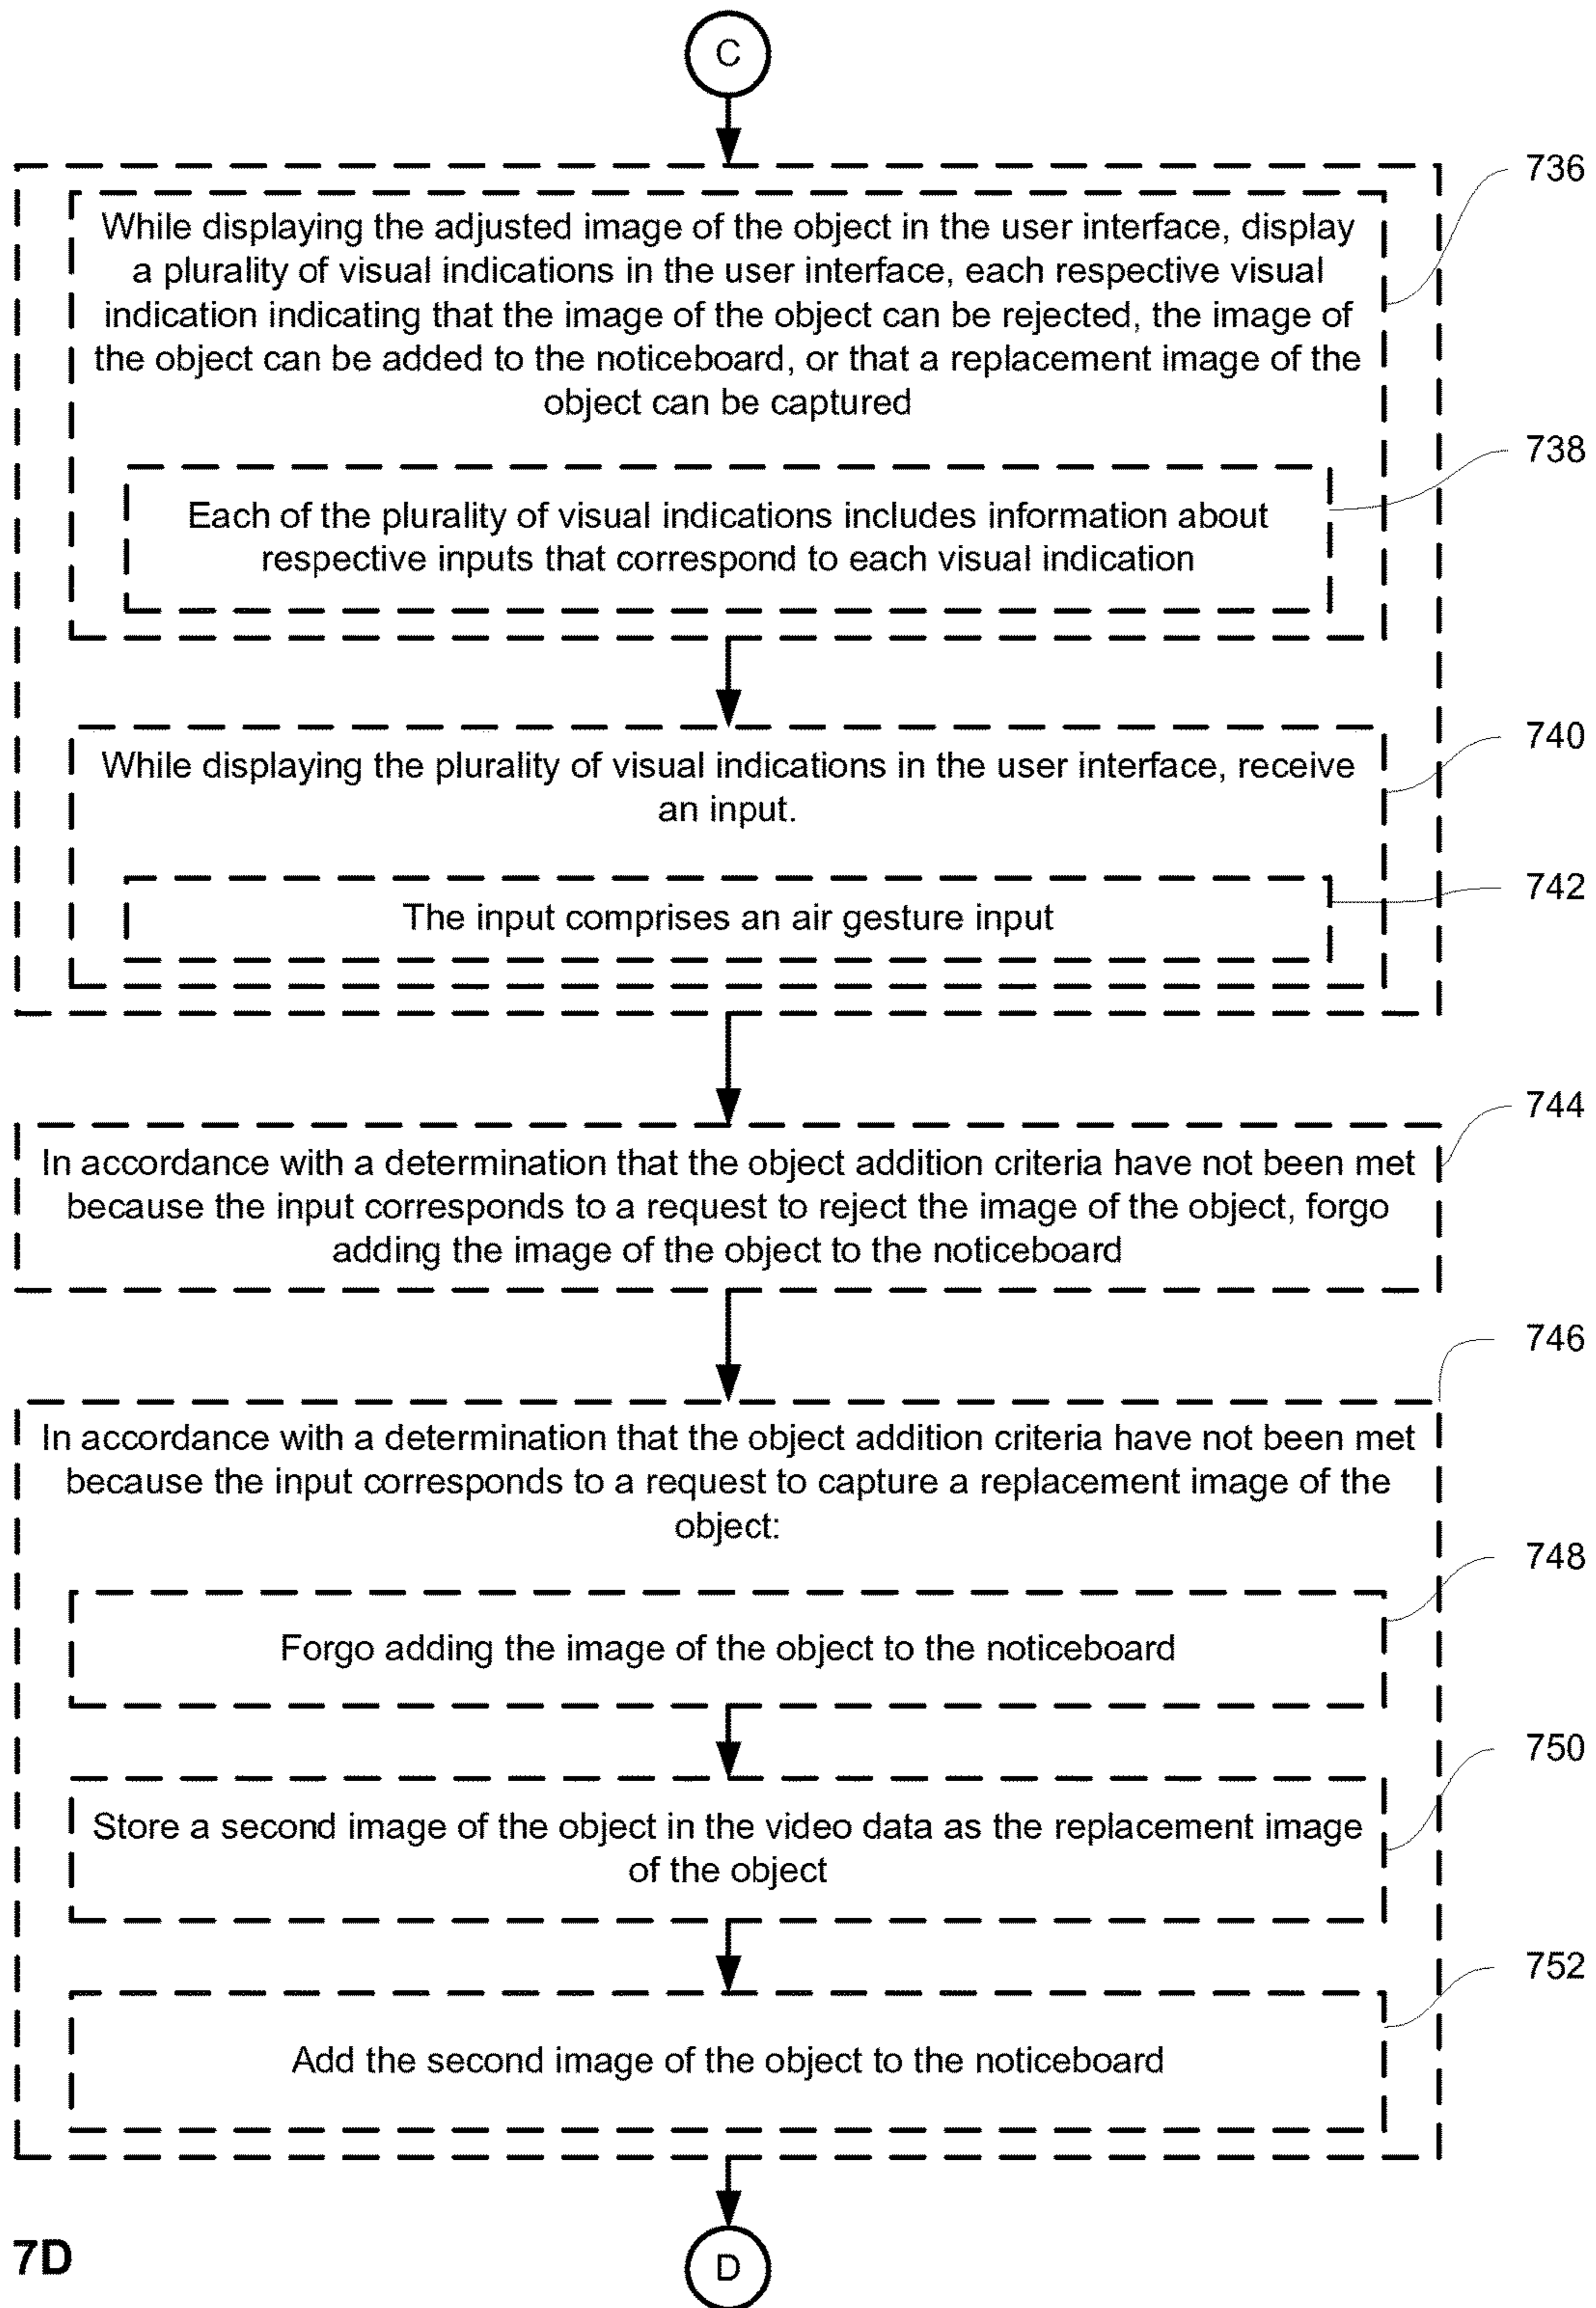 C
736
While displaying the adjusted image of the object in the user interface, display
a plurality of visual indications in the user interface, each respective visual
indication indicating that the image of the object can be rejected, the image of
the object can be added to the noticeboard, or that a replacement image of the
object can be captured
738
Each of the plurality of visual indications includes information about
respective inputs that correspond to each visual indication
740
While displaying the plurality of visual indications in the user interface, receive
an input.
742
The input comprises an air gesture input
744
In accordance with a determination that the object addition criteria have not been met
because the input corresponds to a request to reject the image of the object, forgo
adding the image of the object to the noticeboard
746
In accordance with a determination that the object addition criteria have not been met
because the input corresponds to a request to capture a replacement image of the
object:
748
Forgo adding the image of the object to the noticeboard
750
Store a second image of the object in the video data as the replacement image
of the object
752
Add the second image of the object to the noticeboard
7D
D